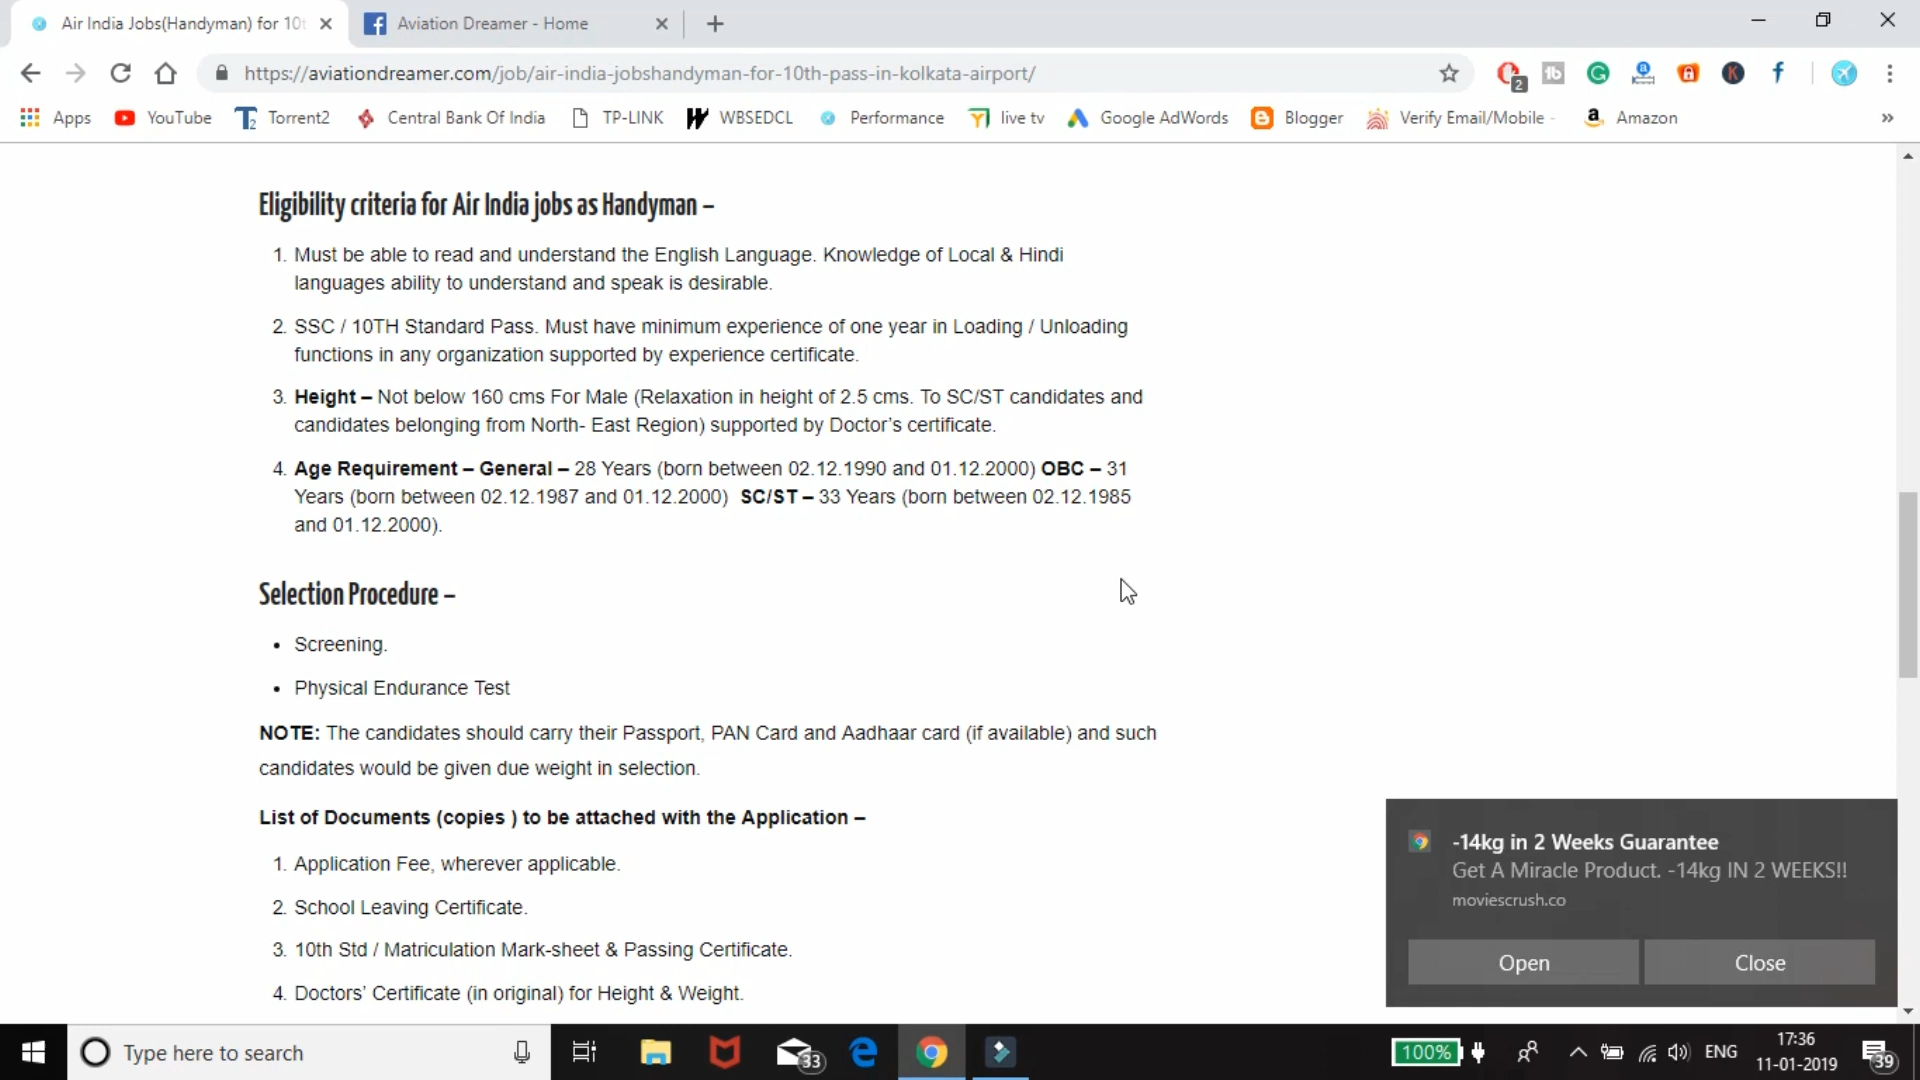 Air India Jobs(Handyman) for 10t
Aviation Dreamer - Home
https://aviationdreamer.com/job/air-india-jobshandyman-for-10th-pass-in-kolkata-airport/
2
Apps
YouTube
Torrent2
Central Bank Of India
TP-LINK
WBSEDCL
Performance
live tv
Google AdWords
Blogger
Verify Email/Mobile -
Amazon
»
Eligibility criteria for Air India jobs as Handyman –
1. Must be able to read and understand the English Language. Knowledge of Local & Hindi
languages ability to understand and speak is desirable.
2. SSC / 10TH Standard Pass. Must have minimum experience of one year in Loading / Unloading
functions in any organization supported by experience certificate.
3. Height – Not below 160 cms For Male (Relaxation in height of 2.5 cms. To SC/ST candidates and
candidates belonging from North- East Region) supported by Doctor’s certificate.
4. Age Requirement – General – 28 Years (born between 02.12.1990 and 01.12.2000) OBC – 31
Years (born between 02.12.1987 and 01.12.2000) SC/ST – 33 Years (born between 02.12.1985
and 01.12.2000).
Selection Procedure –
• Screening.
• Physical Endurance Test
NOTE: The candidates should carry their Passport, PAN Card and Aadhaar card (if available) and such
candidates would be given due weight in selection.
List of Documents (copies ) to be attached with the Application –
1. Application Fee, wherever applicable.
2. School Leaving Certificate.
3. 10th Std / Matriculation Mark-sheet & Passing Certificate.
4. Doctors’ Certificate (in original) for Height & Weight.
-14kg in 2 Weeks Guarantee
Get A Miracle Product. -14kg IN 2 WEEKS!!
moviescrush.co
Open
Close
Type here to search
33
100%
ENG
17:36
11-01-2019
39